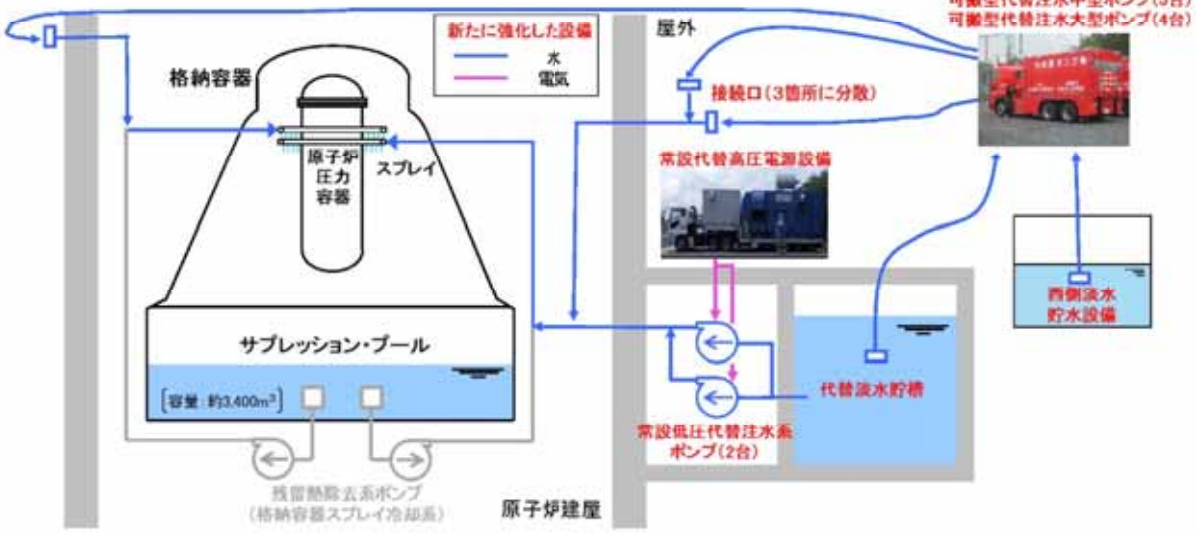 可搬型代替注水中型ポンプ(5台)
可搬型代替注水大型ポンプ(4台)
新たに強化した設備
水
電気
屋外
格納容器
接続口(3箇所に分散)
原子炉
圧力
容器
スプレイ
常設代替高圧電源設備
西側淡水
貯水設備
サプレッション・プール
[容量:約3,400m³]
代替淡水貯槽
常設低圧代替注水系
ポンプ(2台)
残留熱除去系ポンプ
(格納容器スプレイ冷却系)
原子炉建屋